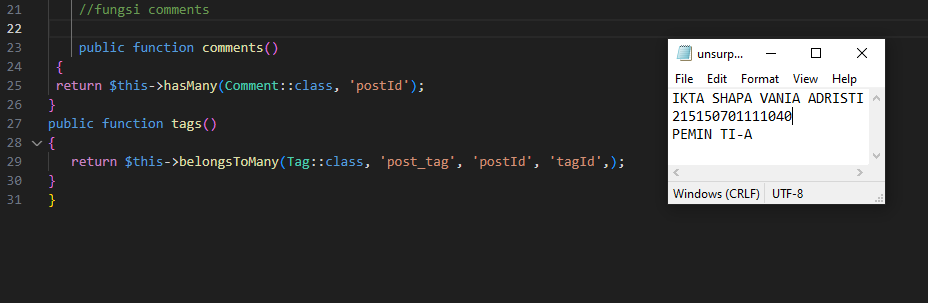 21 //fungsi comments
22
23 public function comments()
24 {
25 return $this->hasMany(Comment::class, 'postId');
26 }
27 public function tags()
28 {
29 return $this->belongsToMany(Tag::class, 'post_tag', 'postId', 'tagId',);
30 }
31 }
unsurp...
File Edit Format View Help
IKTA SHAPA VANIA ADRISTI
215150701111040
PEMIN TI-A
Windows (CRLF) UTF-8